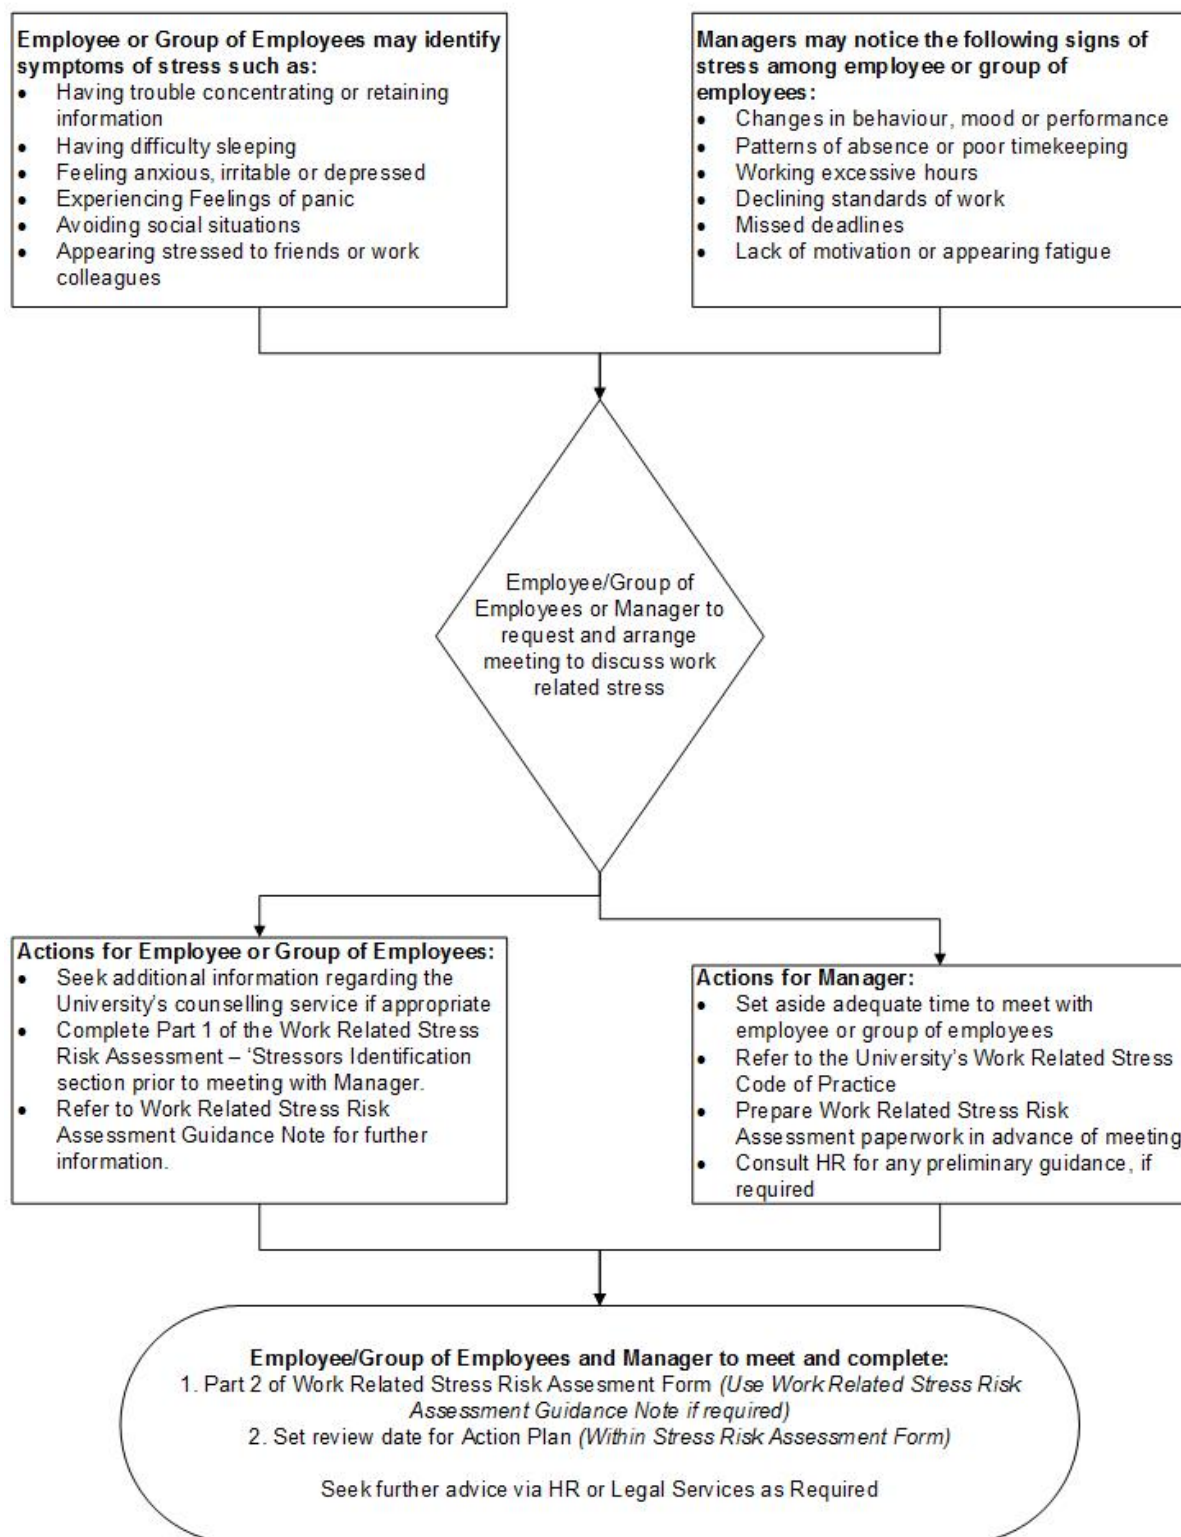 Employee or Group of Employees may identify
symptoms of stress such as:
• Having trouble concentrating or retaining
information
• Having difficulty sleeping
• Feeling anxious, irritable or depressed
• Experiencing Feelings of panic
• Avoiding social situations
• Appearing stressed to friends or work
colleagues
Managers may notice the following signs of
stress among employee or group of
employees:
• Changes in behaviour, mood or performance
• Patterns of absence or poor timekeeping
• Working excessive hours
• Declining standards of work
• Missed deadlines
• Lack of motivation or appearing fatigue
Employee/Group of
Employees or Manager to
request and arrange
meeting to discuss work
related stress
Actions for Employee or Group of Employees:
• Seek additional information regarding the
University's counselling service if appropriate
• Complete Part 1 of the Work Related Stress
Risk Assessment – 'Stressors Identification
section prior to meeting with Manager.
• Refer to Work Related Stress Risk
Assessment Guidance Note for further
information.
Actions for Manager:
• Set aside adequate time to meet with
employee or group of employees
• Refer to the University's Work Related Stress
Code of Practice
• Prepare Work Related Stress Risk
Assessment paperwork in advance of meeting
• Consult HR for any preliminary guidance, if
required
Employee/Group of Employees and Manager to meet and complete:
1. Part 2 of Work Related Stress Risk Assesment Form (Use Work Related Stress Risk
Assessment Guidance Note if required)
2. Set review date for Action Plan (Within Stress Risk Assessment Form)
Seek further advice via HR or Legal Services as Required